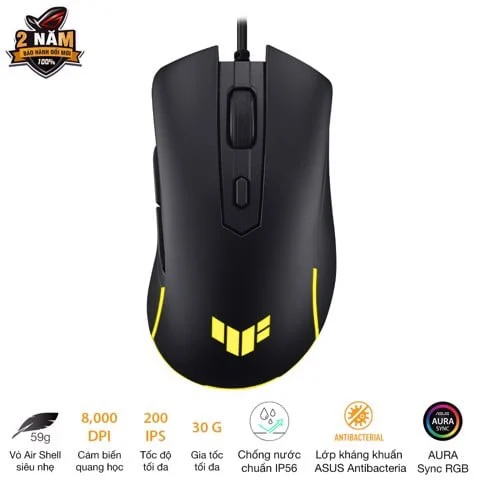 2 NĂM
BẢO HÀNH ĐỔI MỚI
100%
59g
Vỏ Air Shell
siêu nhẹ
8,000
DPI
Cảm biến
quang học
200
IPS
Tốc độ
tối đa
30 G
Gia tốc
tối đa
Chống nước
chuẩn IP56
ANTIBACTERIAL
Lớp kháng khuẩn
ASUS Antibacteria
ASUS
AURA
SYNC
AURA
Sync RGB